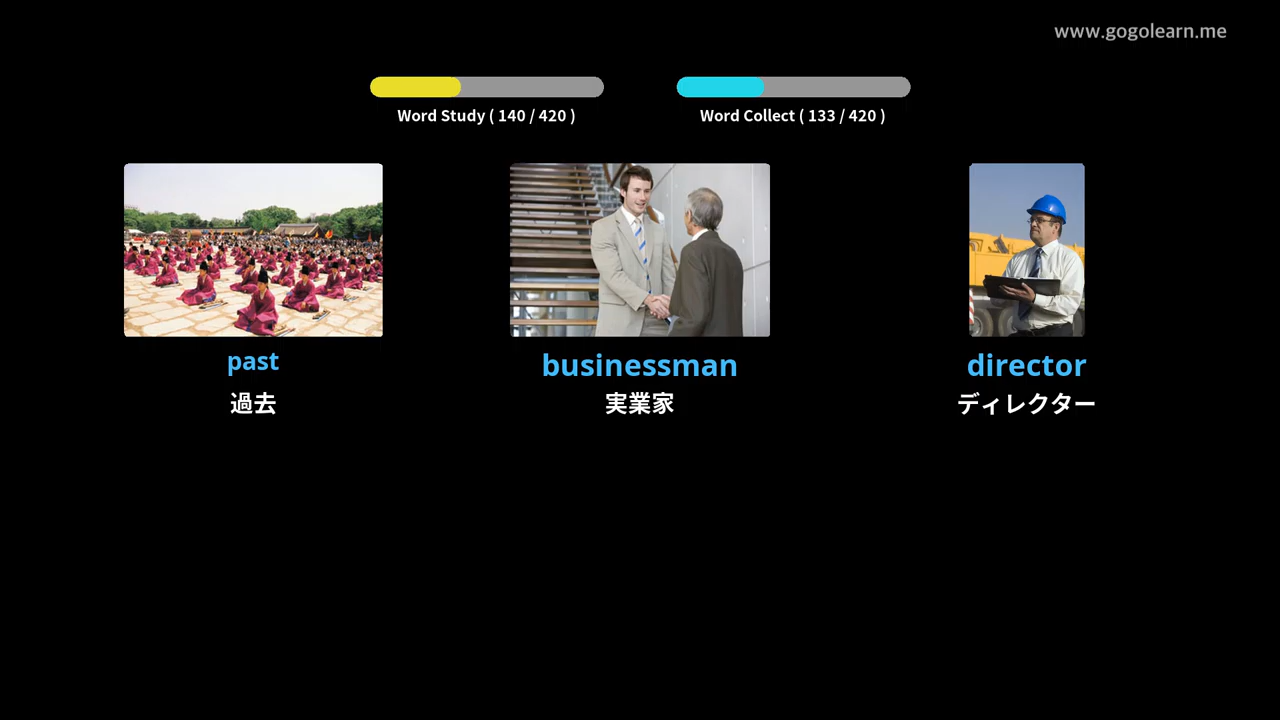 www.gogolearn.me
Word Study ( 140 / 420 )
Word Collect ( 133 / 420 )
past
businessman
director
過去
実業家
ディレクター